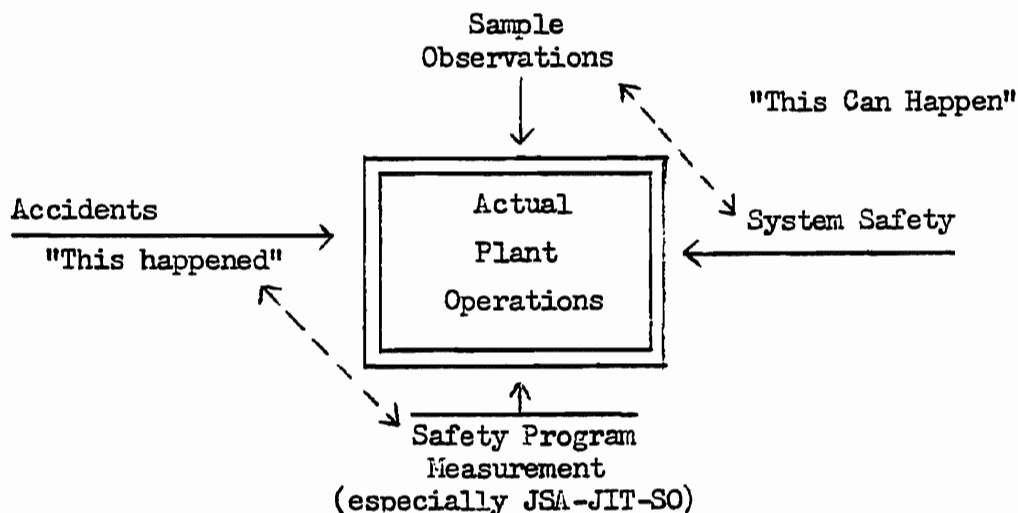 Sample
Observations
"This Can Happen"
Accidents
"This happened"
Actual
Plant
Operations
System Safety
Safety Program
Measurement
(especially JSA-JIT-SO)